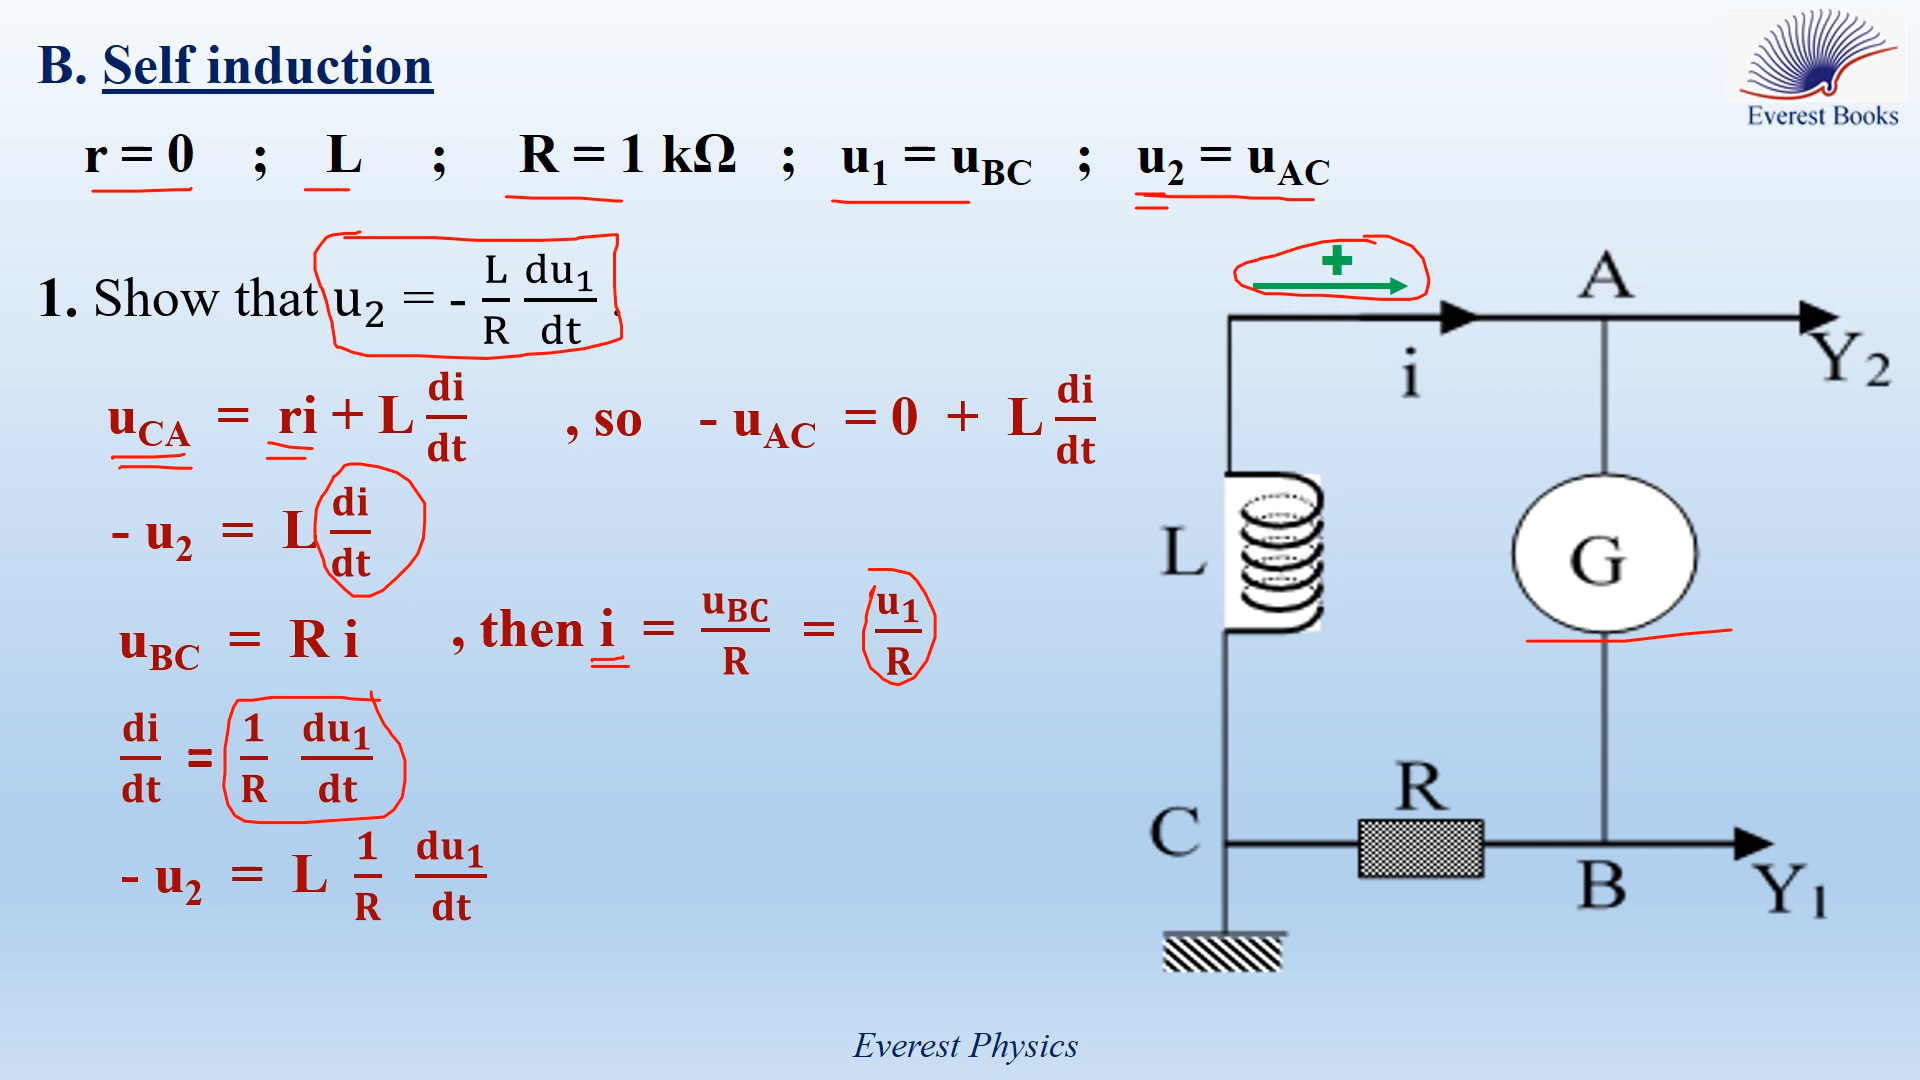 B. Self induction
Everest Books
r = 0 ; L ; R = 1 kΩ ; u₁ = u_BC ; u₂ = u_AC
1. Show that u₂ = - L/R du₁/dt .
u_CA = ri + L di/dt , so - u_AC = 0 + L di/dt
- u₂ = L di/dt
u_BC = R i , then i = u_BC/R = u₁/R
di/dt = 1/R du₁/dt
- u₂ = L 1/R du₁/dt
+
A
i
Y₂
L
G
R
C
B
Y₁
Everest Physics